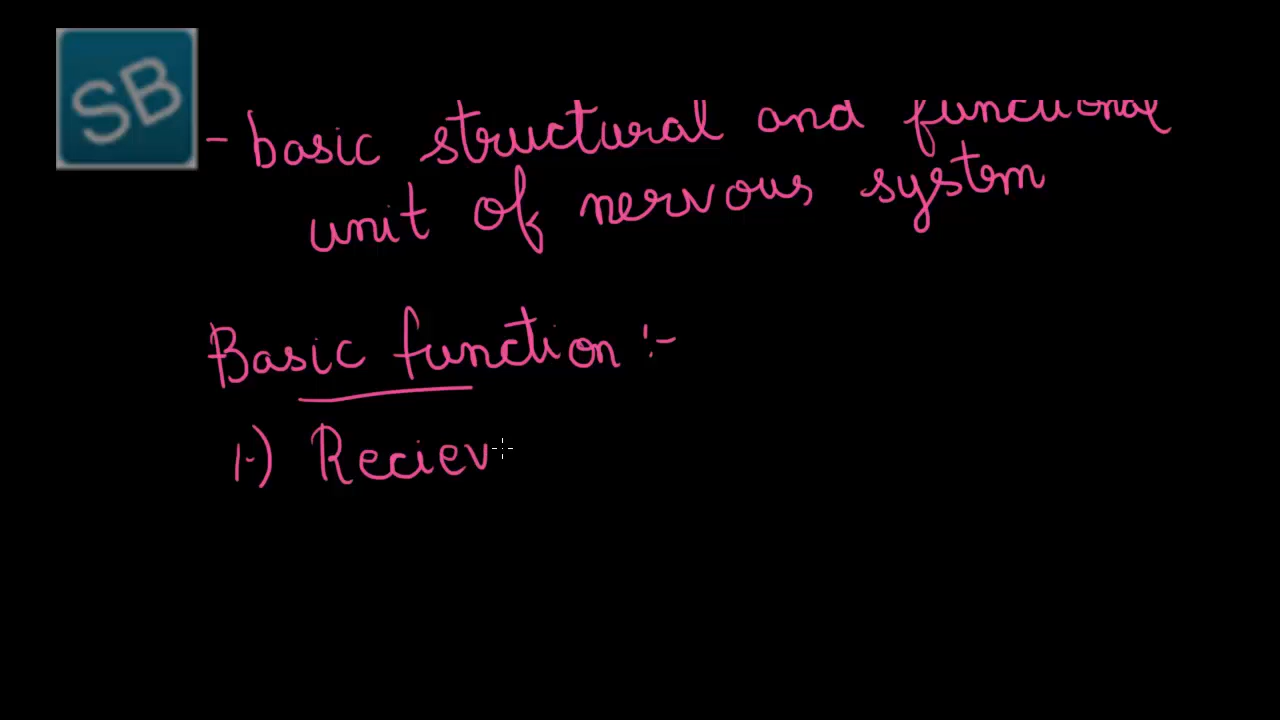 SB
- basic structural and functional
unit of nervous system
Basic function :-
1.) Reciev